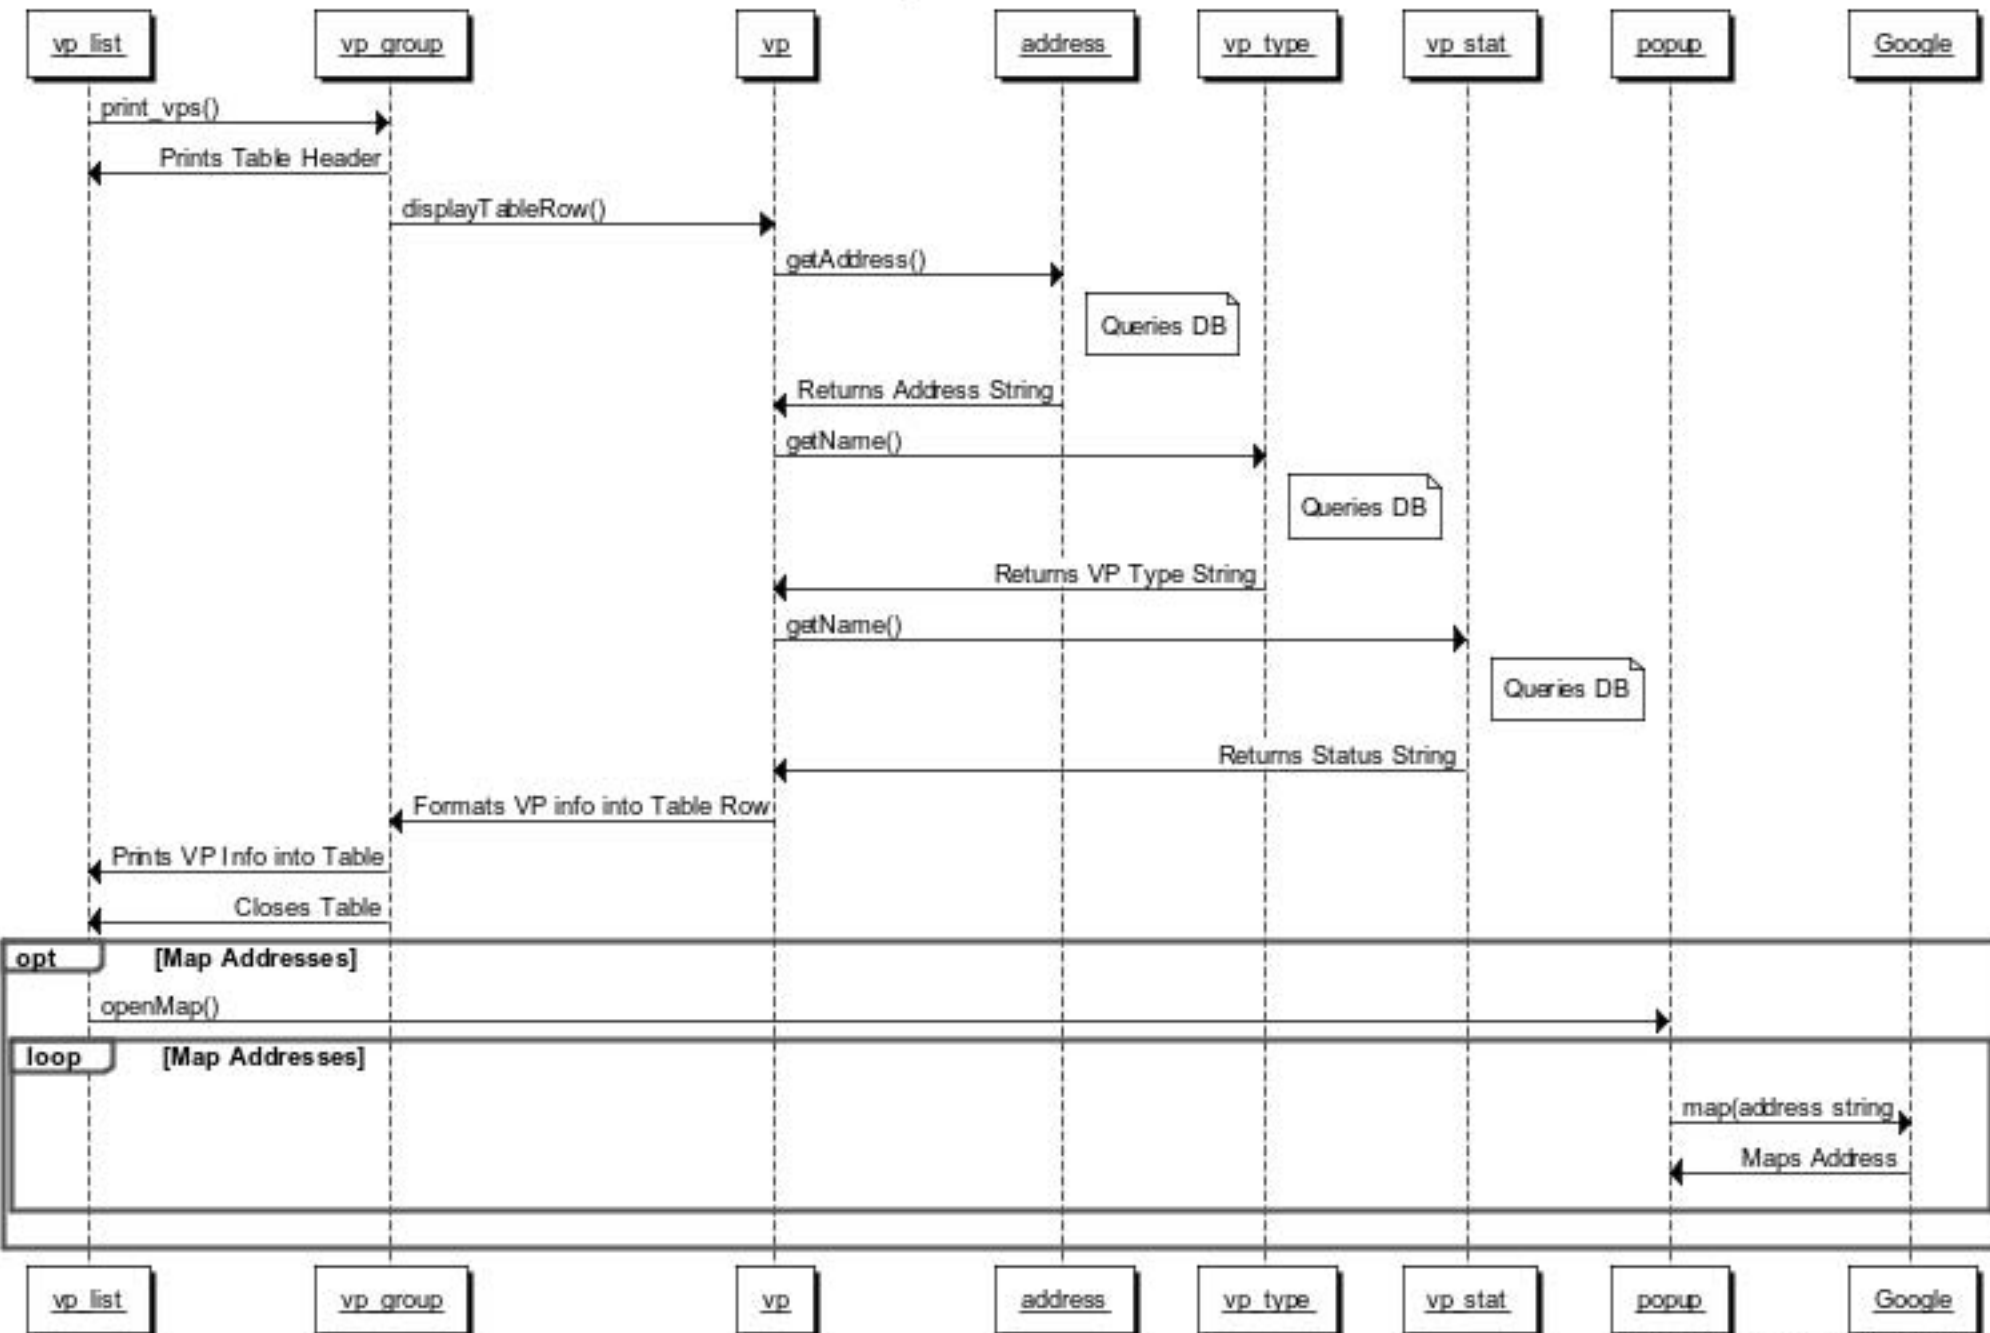 vp_list vp_group vp address vp_type vp_stat popup Google
print_vps()
Prints Table Header
displayTableRow()
getAddress()
Queries DB
Returns Address String
getName()
Queries DB
Returns VP Type String
getName()
Queries DB
Returns Status String
Formats VP info into Table Row
Prints VP Info into Table
Closes Table
opt [Map Addresses]
openMap()
loop [Map Addresses]
map(address string
Maps Address
vp_list vp_group vp address vp_type vp_stat popup Google